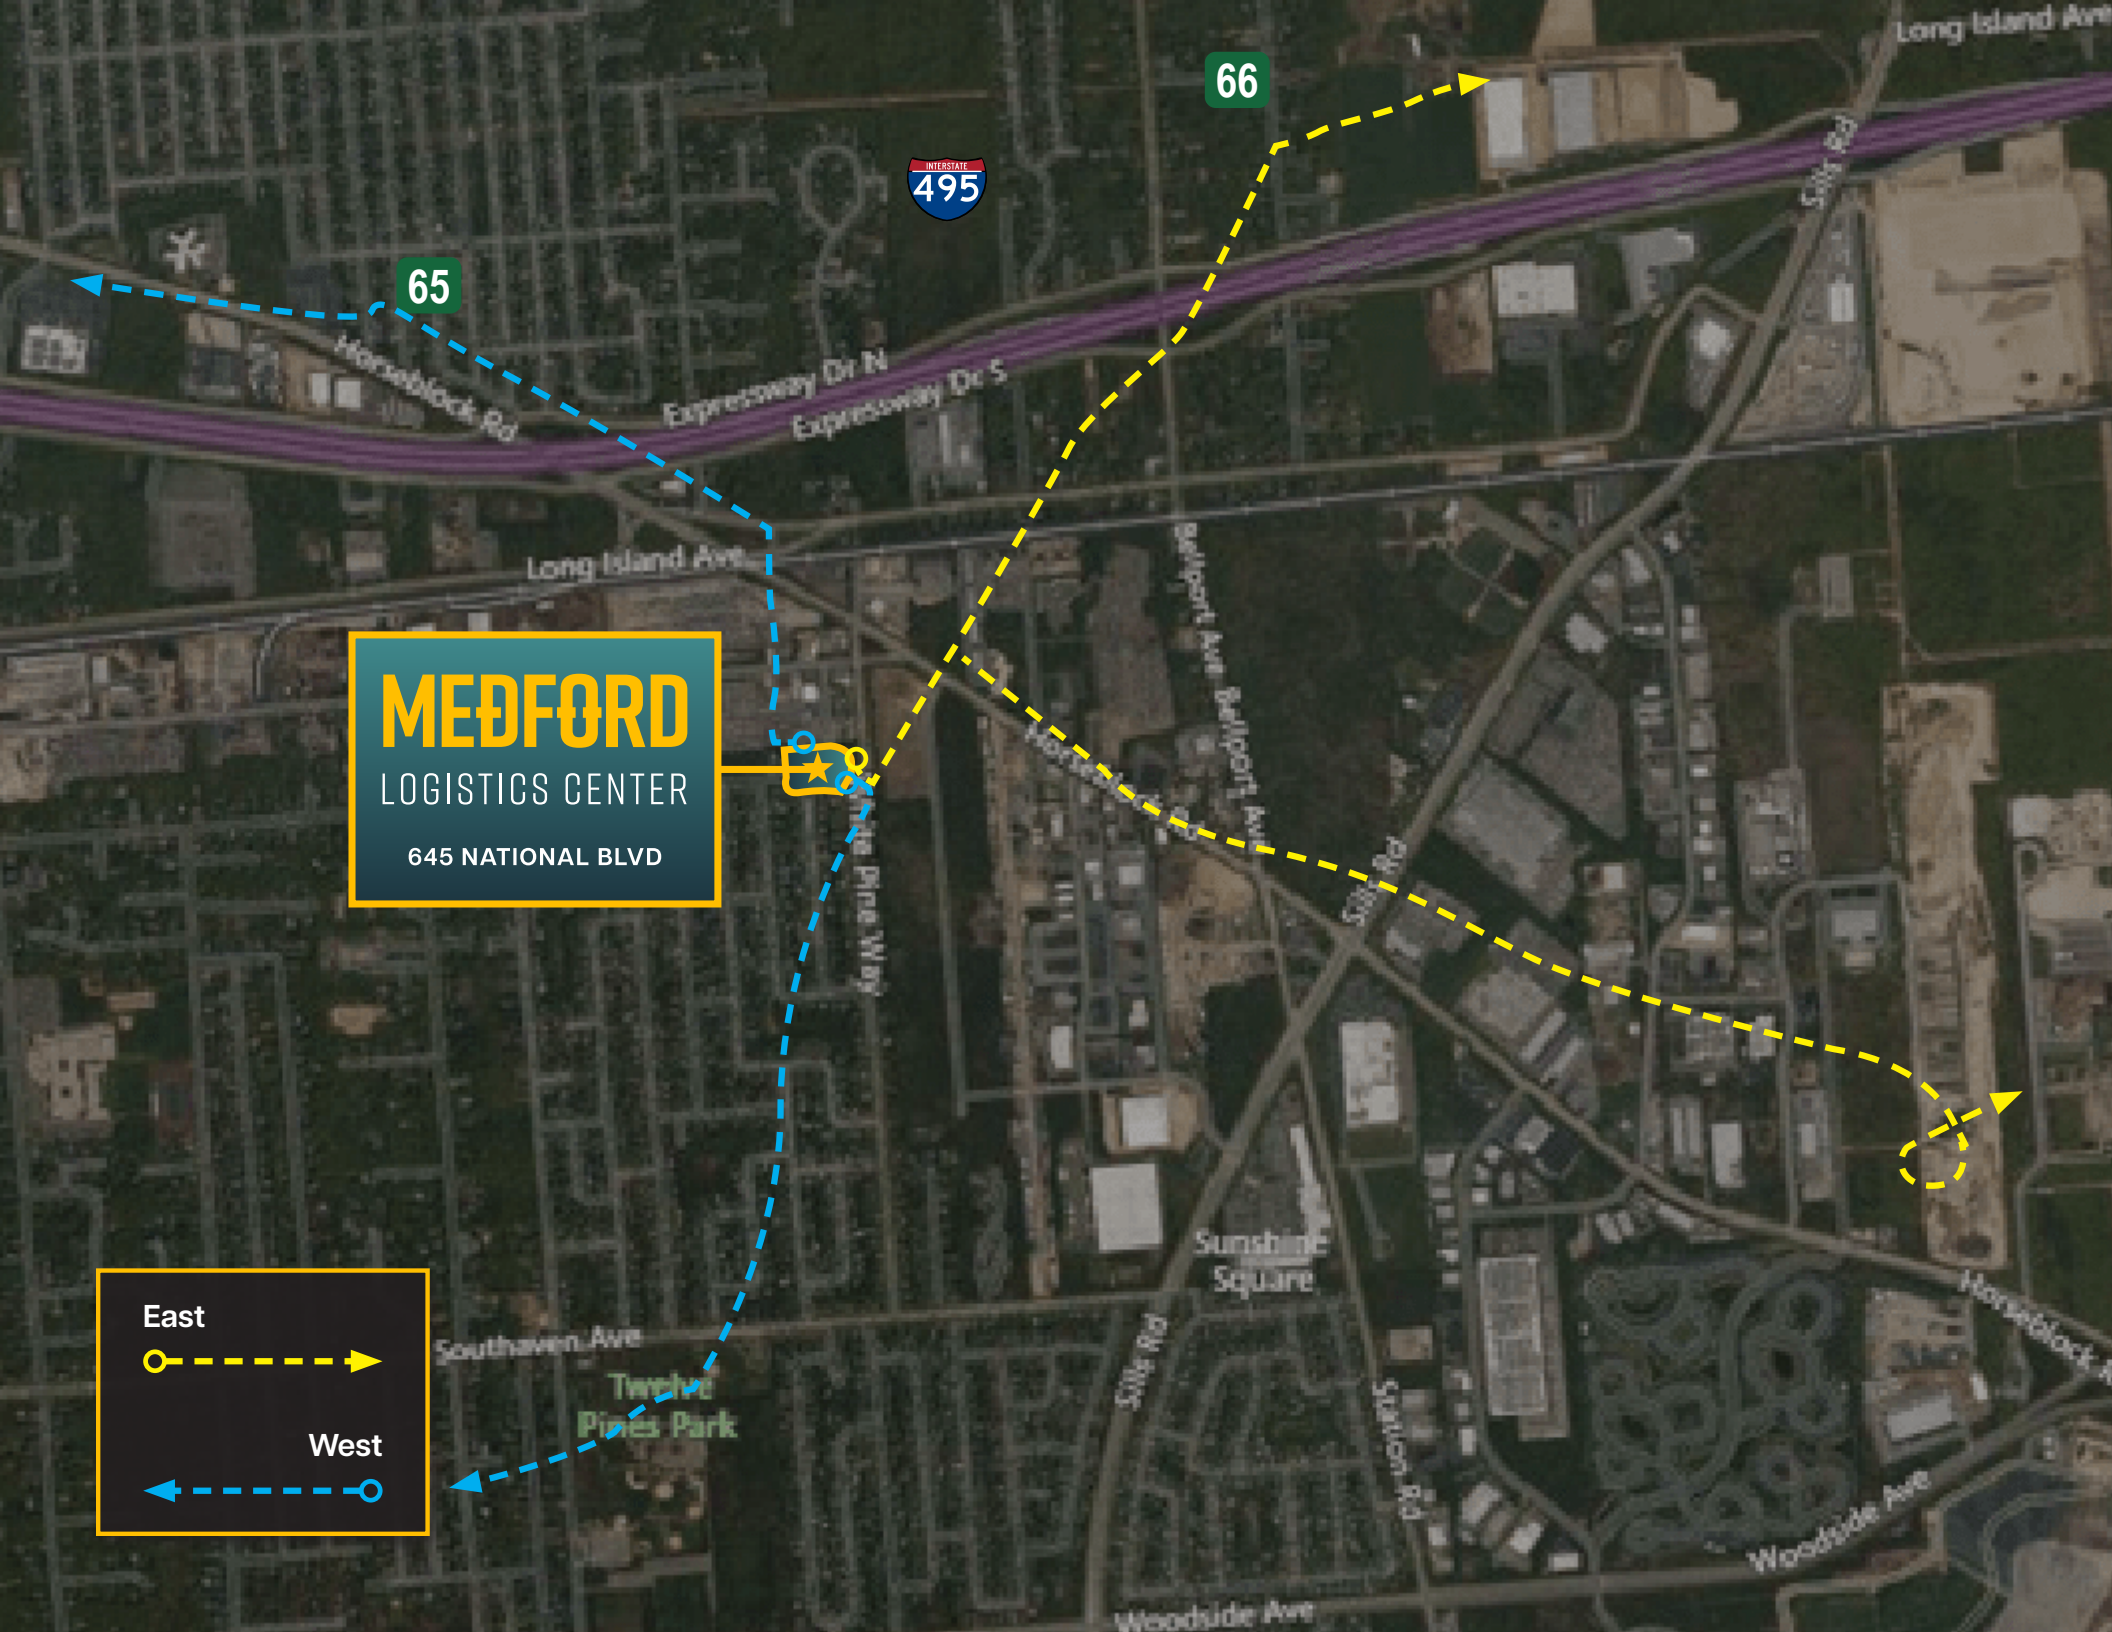 Long Island Ave
66
INTERSTATE
495
Sills Rd
65
Horseblock Rd
Expressway Dr N
Expressway Dr S
Long Island Ave
Bellport Ave
Bellport Ave
MEDFORD
LOGISTICS CENTER
645 NATIONAL BLVD
Pine Way
Sills Rd
Sunshine
Square
Horseblock
East
West
Southaven Ave
Twelve
Pines Park
Sills Rd
Station Rd
Woodside Ave
Woodside Ave